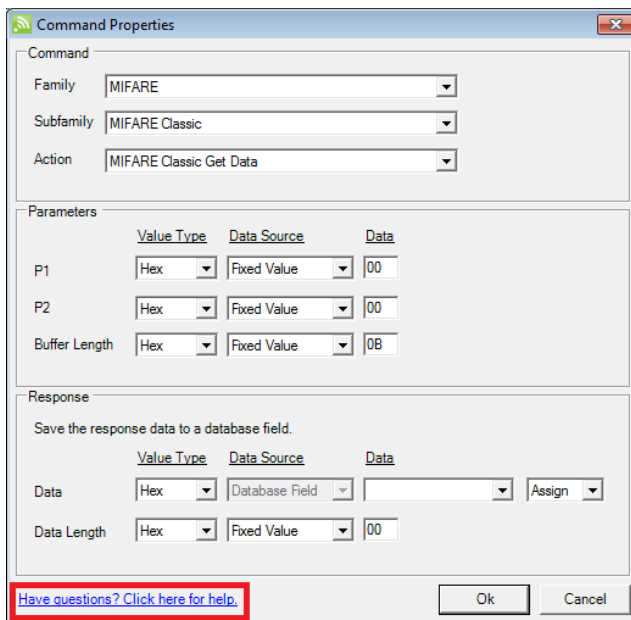 Command Properties
Command
Family MIFARE
Subfamily MIFARE Classic
Action MIFARE Classic Get Data
Parameters
Value Type Data Source Data
P1 Hex Fixed Value 00
P2 Hex Fixed Value 00
Buffer Length Hex Fixed Value 0B
Response
Save the response data to a database field.
Value Type Data Source Data
Data Hex Database Field Assign
Data Length Hex Fixed Value 00
Have questions? Click here for help. Ok Cancel